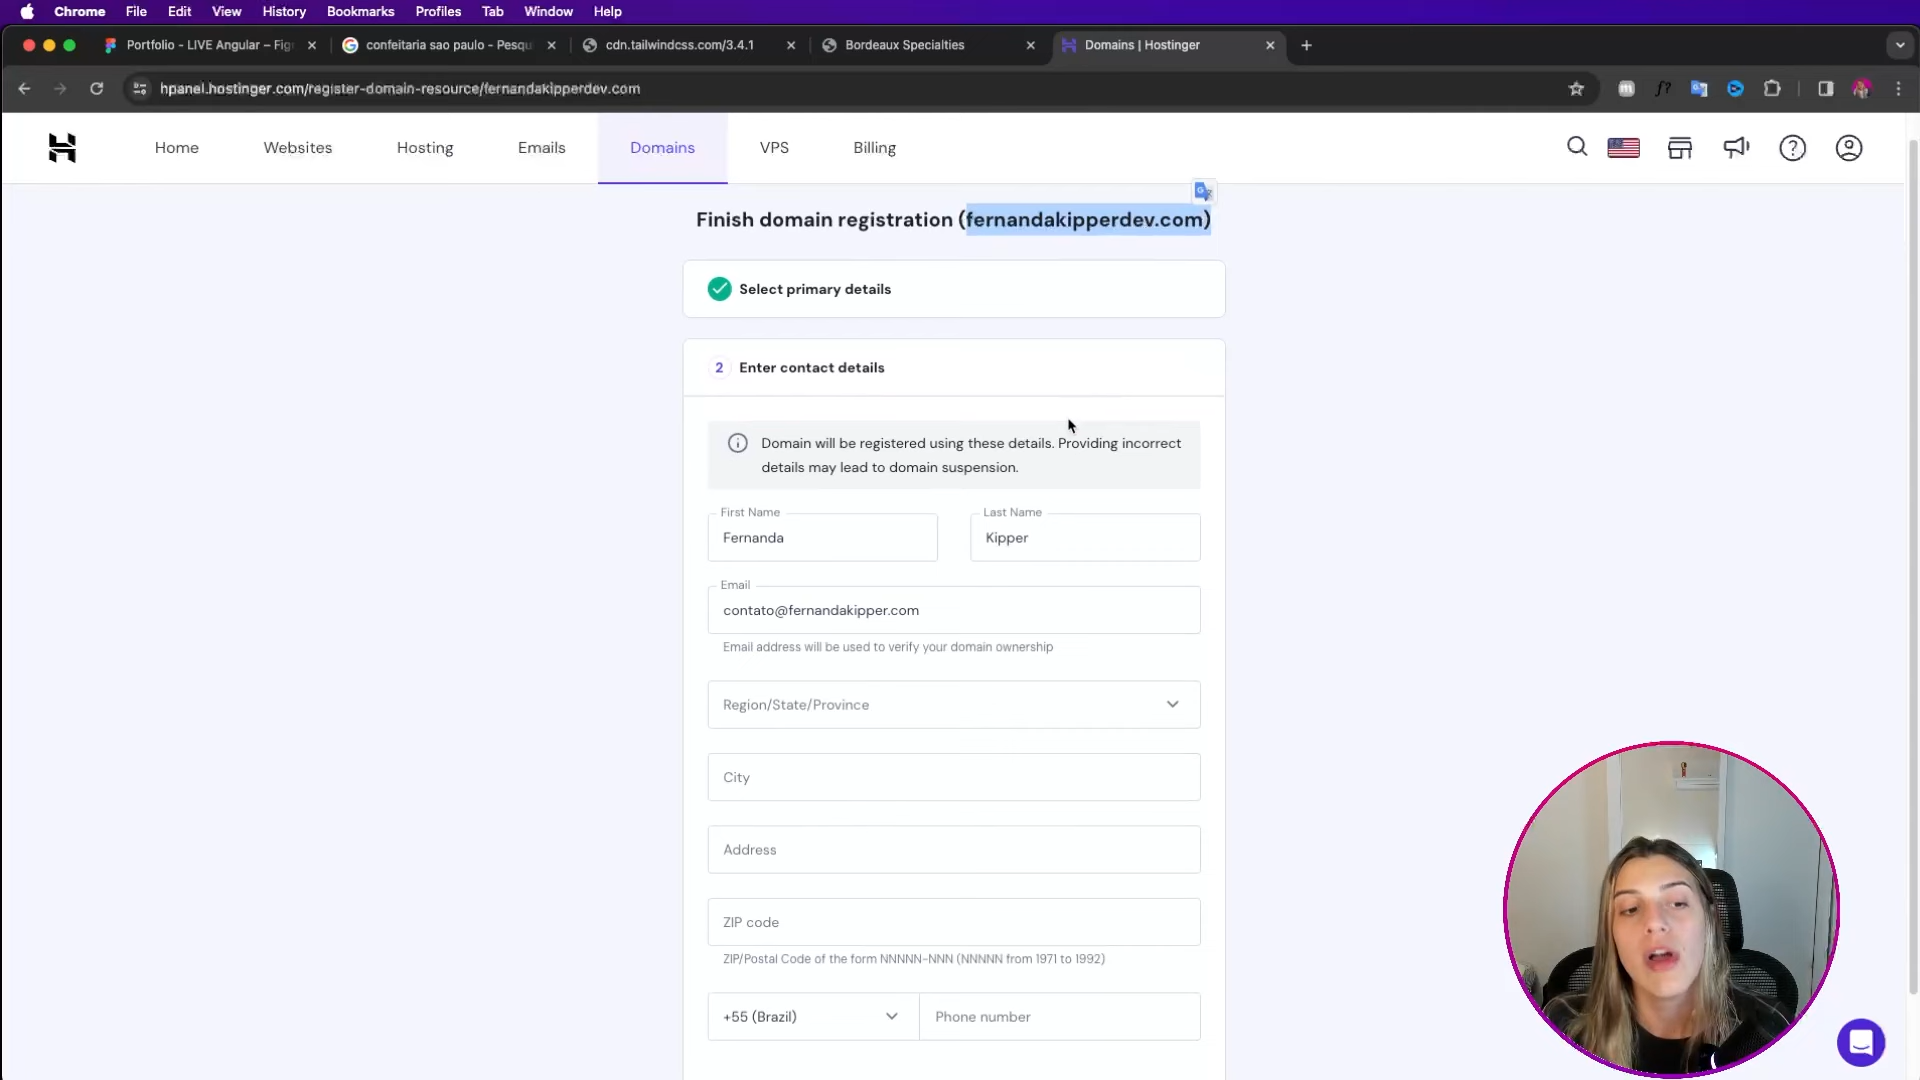 Chrome File Edit View History Bookmarks Profiles Tab Window Help
Portfolio - LIVE Angular – Fig
confeitaria sao paulo - Pesqu
cdn.tailwindcss.com/3.4.1
Bordeaux Specialties
Domains | Hostinger
hpanel.hostinger.com/register-domain-resource/fernandakipperdev.com
Home Websites Hosting Emails Domains VPS Billing
Finish domain registration (fernandakipperdev.com)
Select primary details
2 Enter contact details
Domain will be registered using these details. Providing incorrect
details may lead to domain suspension.
First Name Last Name
Fernanda Kipper
Email
contato@fernandakipper.com
Email address will be used to verify your domain ownership
Region/State/Province
City
Address
ZIP code
ZIP/Postal Code of the form NNNNN-NNN (NNNNN from 1971 to 1992)
+55 (Brazil) Phone number